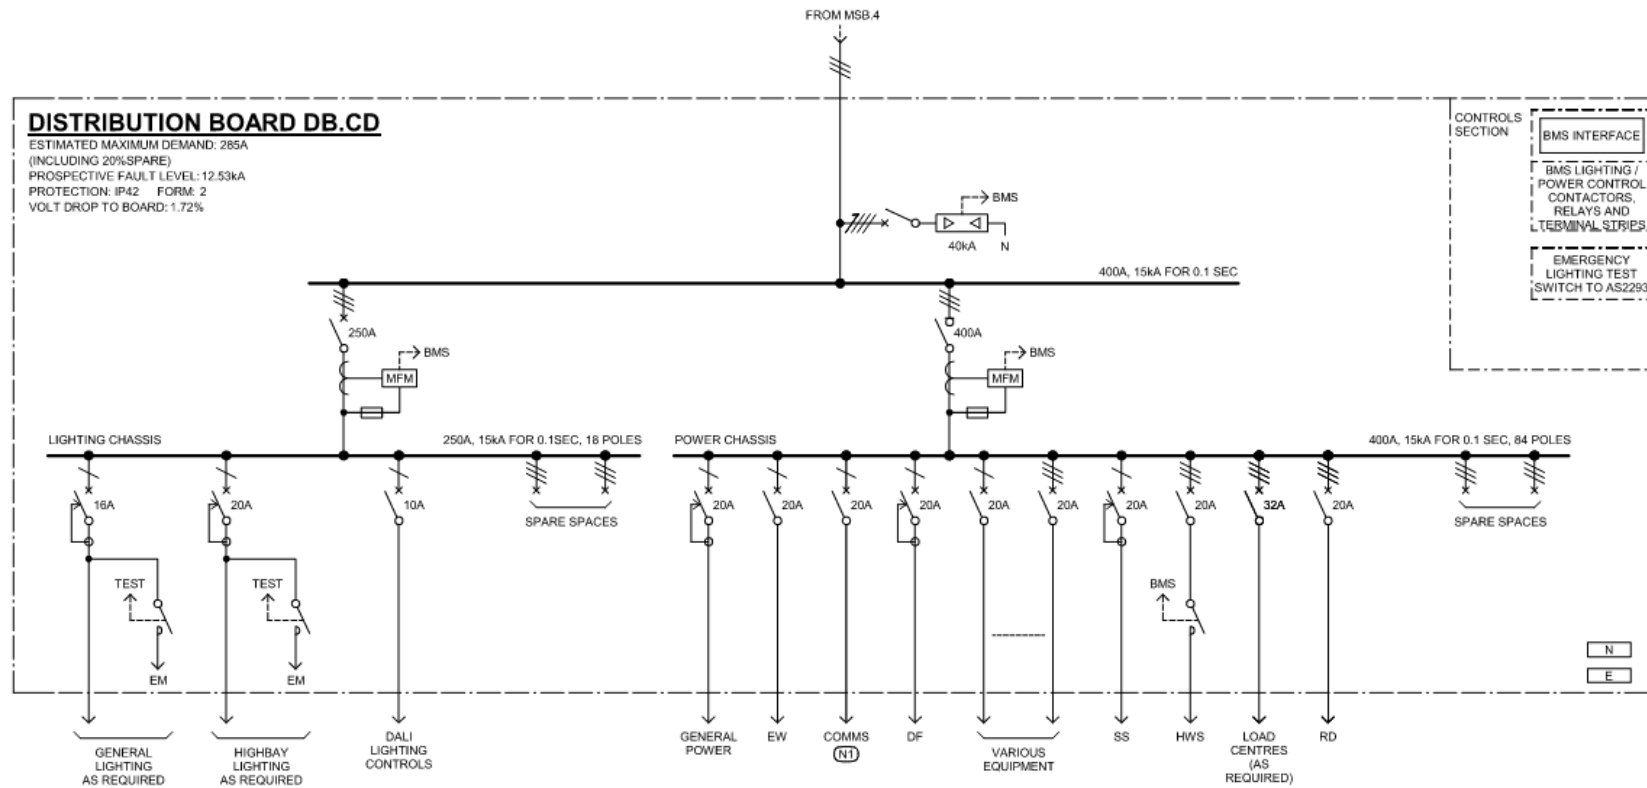 FROM MSB.4
DISTRIBUTION BOARD DB.CD
ESTIMATED MAXIMUM DEMAND: 285A
(INCLUDING 20%SPARE)
PROSPECTIVE FAULT LEVEL: 12.53kA
PROTECTION: IP42 FORM: 2
VOLT DROP TO BOARD: 1.72%
CONTROLS
SECTION
BMS INTERFACE
BMS LIGHTING /
POWER CONTROL
CONTACTORS,
RELAYS AND
TERMINAL STRIPS
EMERGENCY
LIGHTING TEST
SWITCH TO AS2293
BMS
40kA
N
400A, 15kA FOR 0.1 SEC
250A
BMS
MFM
400A
BMS
MFM
LIGHTING CHASSIS
250A, 15kA FOR 0.1SEC, 18 POLES
POWER CHASSIS
400A, 15kA FOR 0.1 SEC, 84 POLES
16A
20A
10A
SPARE SPACES
20A
20A
20A
20A
20A
20A
20A
20A
32A
20A
SPARE SPACES
TEST
EM
TEST
EM
BMS
N
E
GENERAL
LIGHTING
AS REQUIRED
HIGHBAY
LIGHTING
AS REQUIRED
DALI
LIGHTING
CONTROLS
GENERAL
POWER
EW
COMMS
N1
DF
VARIOUS
EQUIPMENT
SS
HWS
LOAD
CENTRES
(AS
REQUIRED)
RD